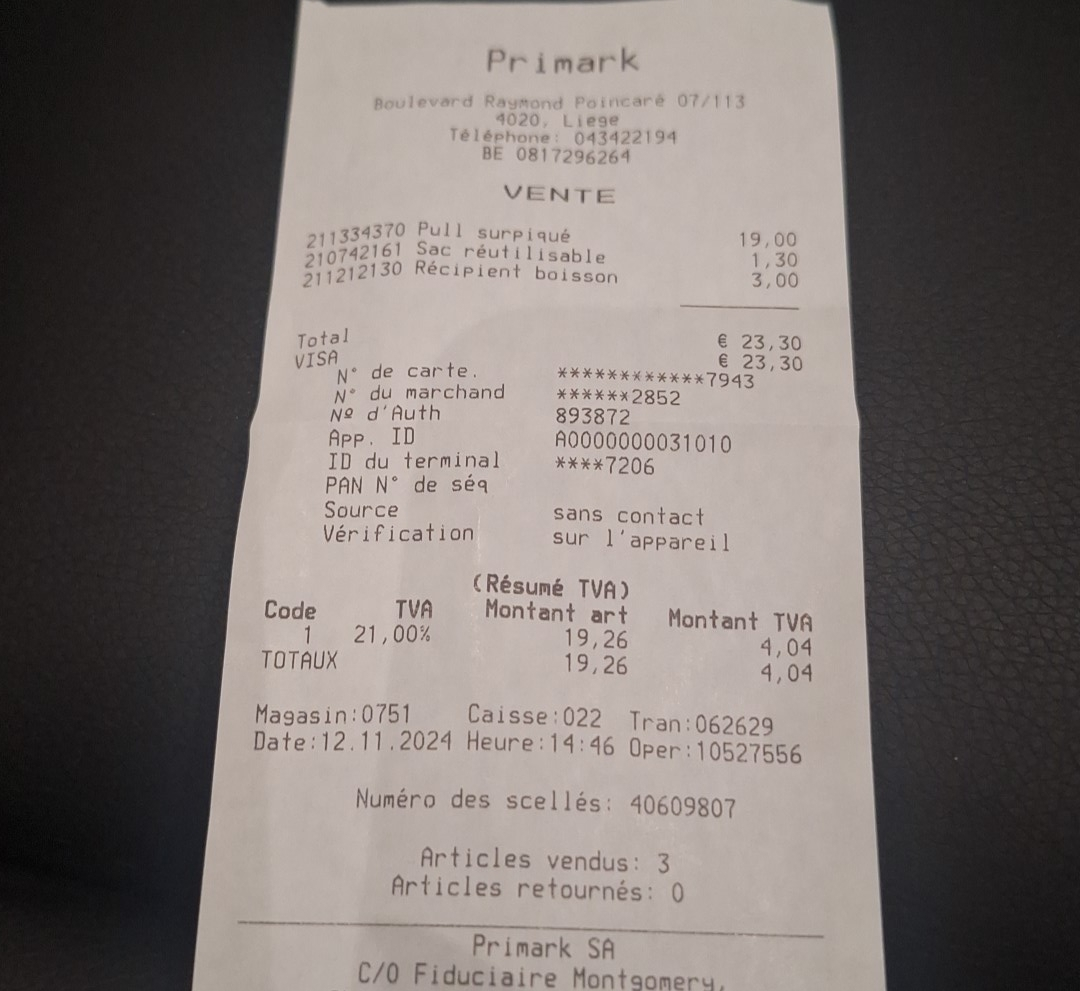 Primark
Boulevard Raymond Poincaré 07/113
4020, Liege
Téléphone: 043422194
BE 0817296264
VENTE
211334370 Pull surpiqué 19,00
210742161 Sac réutilisable 1,30
211212130 Récipient boisson 3,00
Total € 23,30
VISA € 23,30
N° de carte. ************7943
N° du marchand ******2852
Nº d'Auth 893872
App. ID A0000000031010
ID du terminal ****7206
PAN N° de séq
Source sans contact
Vérification sur l'appareil
(Résumé TVA)
Code TVA Montant art Montant TVA
1 21,00% 19,26 4,04
TOTAUX 19,26 4,04
Magasin:0751 Caisse:022 Tran:062629
Date:12.11.2024 Heure:14:46 Oper:10527556
Numéro des scellés: 40609807
Articles vendus: 3
Articles retournés: 0
Primark SA
C/O Fiduciaire Montgomery,